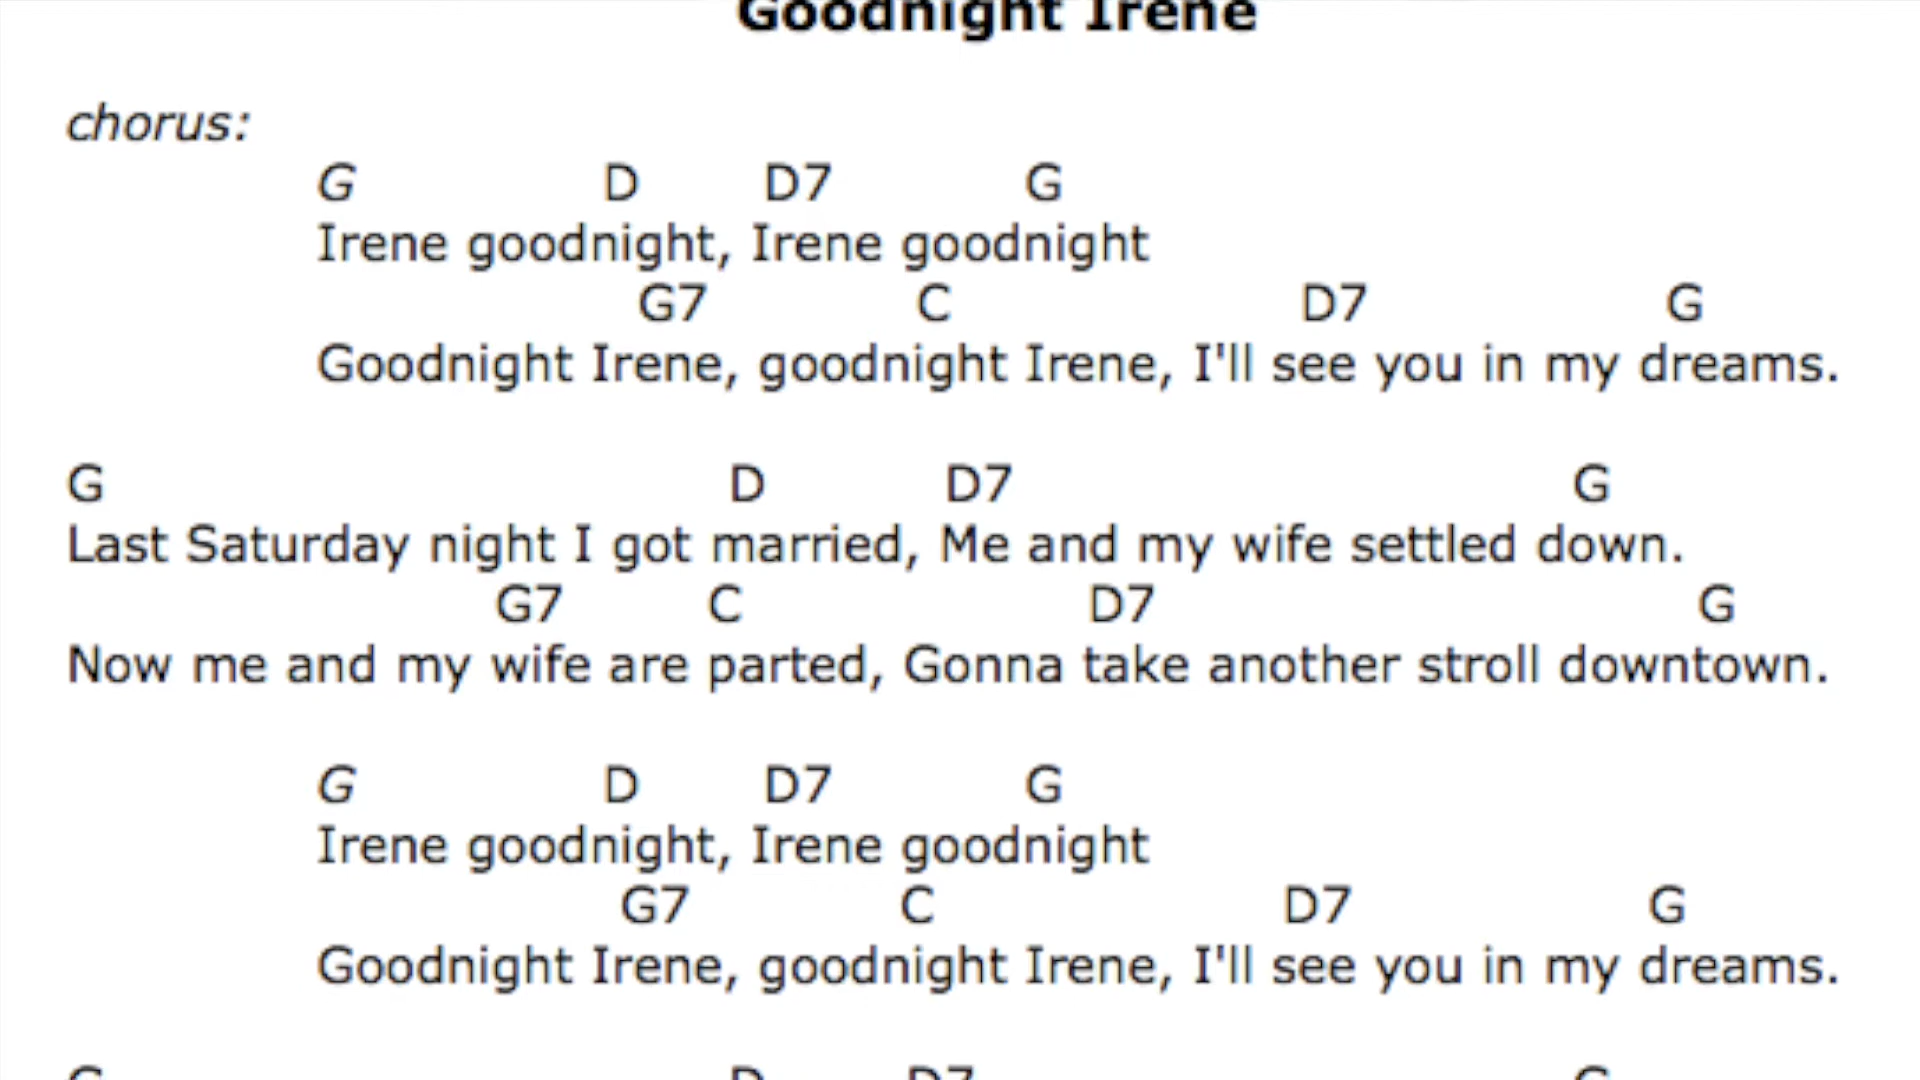 Goodnight Irene
chorus:
G D D7 G
Irene goodnight, Irene goodnight
G7 C D7 G
Goodnight Irene, goodnight Irene, I'll see you in my dreams.
G D D7 G
Last Saturday night I got married, Me and my wife settled down.
G7 C D7 G
Now me and my wife are parted, Gonna take another stroll downtown.
G D D7 G
Irene goodnight, Irene goodnight
G7 C D7 G
Goodnight Irene, goodnight Irene, I'll see you in my dreams.
G D D7 G